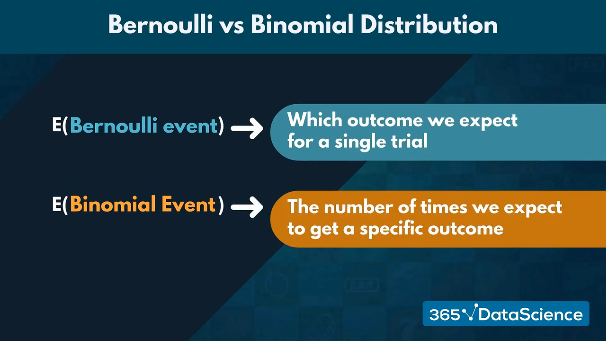 Bernoulli vs Binomial Distribution
E(Bernoulli event)
Which outcome we expect
for a single trial
E(Binomial Event)
The number of times we expect
to get a specific outcome
365 DataScience